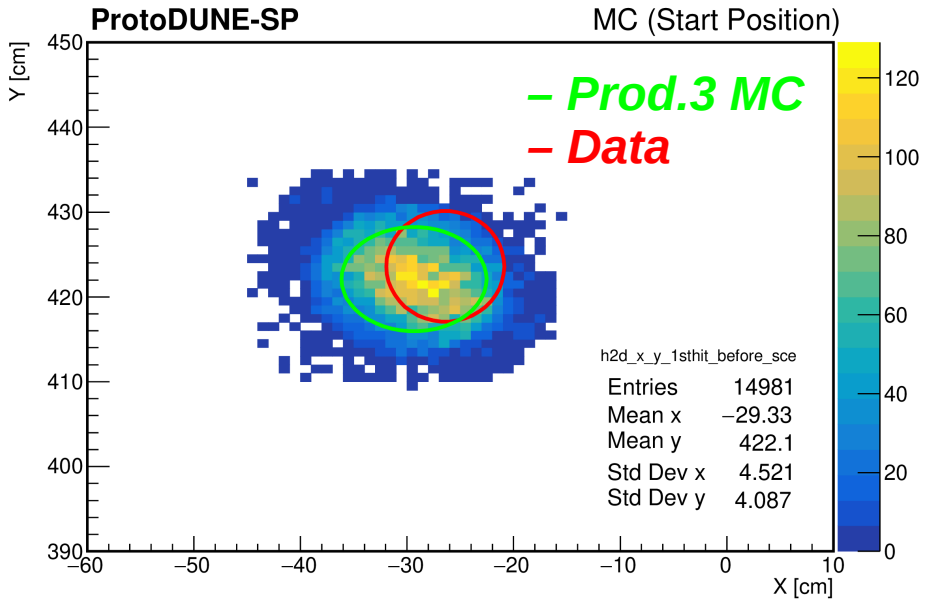 ProtoDUNE-SP
MC (Start Position)
Y [cm]
450
440
430
420
410
400
390
– Prod.3 MC
– Data
h2d_x_y_1sthit_before_sce
Entries 14981
Mean x −29.33
Mean y 422.1
Std Dev x 4.521
Std Dev y 4.087
120
100
80
60
40
20
0
−60 −50 −40 −30 −20 −10 0 10
X [cm]